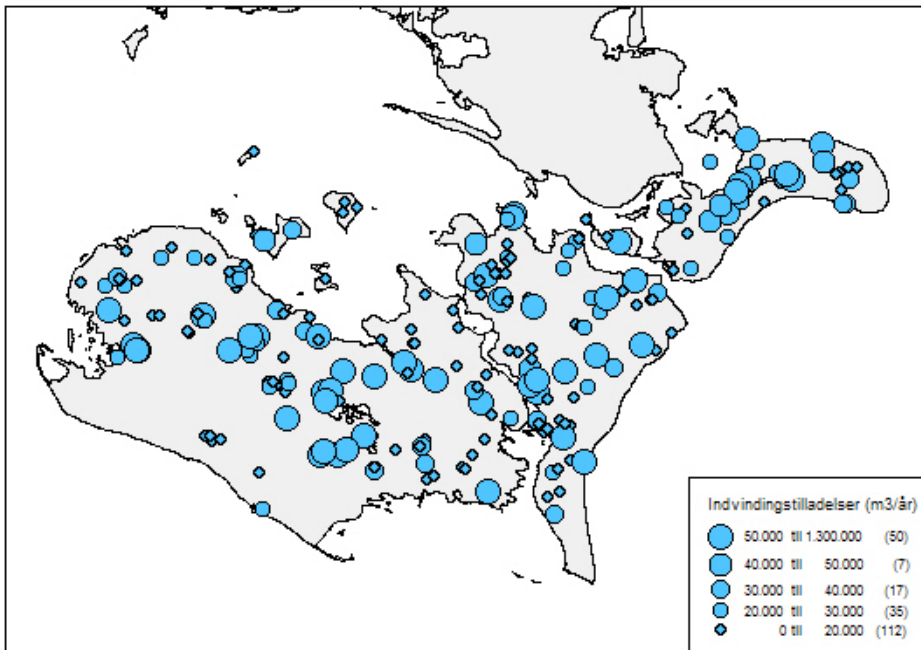 Indvindingstilladelser (m3/år)
50.000 till 1.300.000 (50)
40.000 till 50.000 (7)
30.000 till 40.000 (17)
20.000 till 30.000 (35)
0 till 20.000 (112)